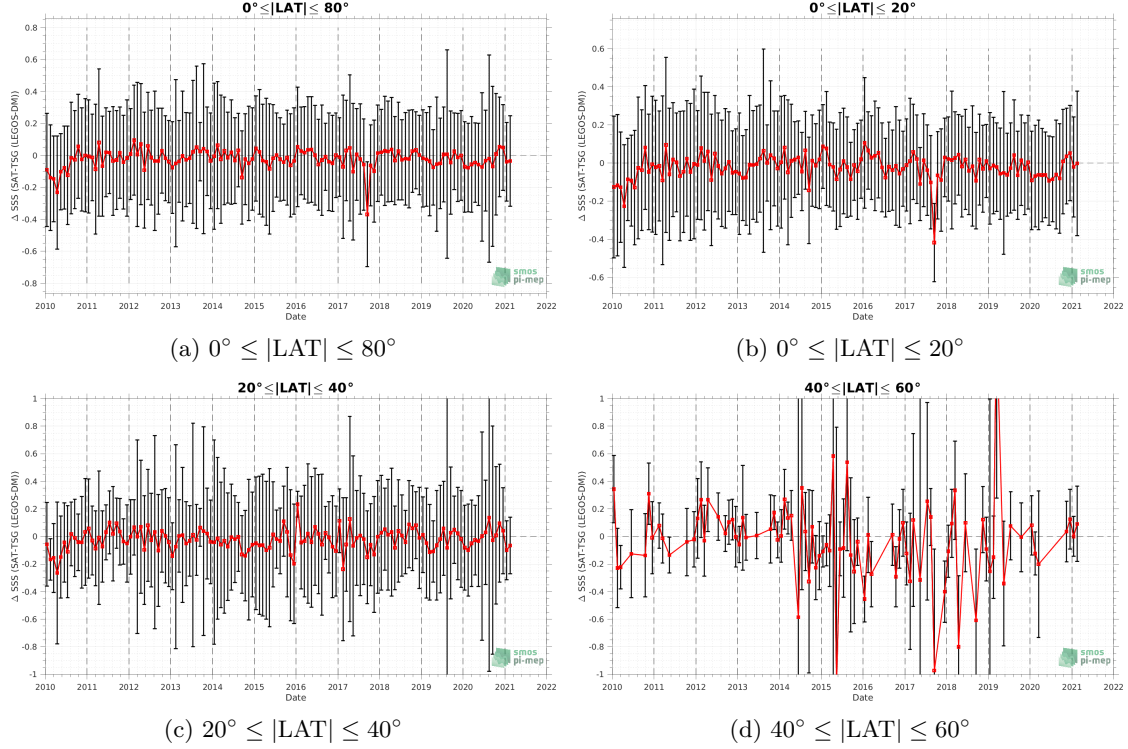 0°≤|LAT|≤ 80°
Δ SSS (SAT-TSG (LEGOS-DM))
0.8
0.6
0.4
0.2
0
-0.2
-0.4
-0.6
-0.8
2010 2011 2012 2013 2014 2015 2016 2017 2018 2019 2020 2021 2022
Date
smos
pi-mep
(a) 0° ≤ |LAT| ≤ 80°
0°≤|LAT|≤ 20°
Δ SSS (SAT-TSG (LEGOS-DM))
0.6
0.4
0.2
0
-0.2
-0.4
-0.6
2010 2011 2012 2013 2014 2015 2016 2017 2018 2019 2020 2021 2022
Date
smos
pi-mep
(b) 0° ≤ |LAT| ≤ 20°
20°≤|LAT|≤ 40°
Δ SSS (SAT-TSG (LEGOS-DM))
1
0.8
0.6
0.4
0.2
0
-0.2
-0.4
-0.6
-0.8
-1
2010 2011 2012 2013 2014 2015 2016 2017 2018 2019 2020 2021 2022
Date
smos
pi-mep
(c) 20° ≤ |LAT| ≤ 40°
40°≤|LAT|≤ 60°
Δ SSS (SAT-TSG (LEGOS-DM))
1
0.8
0.6
0.4
0.2
0
-0.2
-0.4
-0.6
-0.8
-1
2010 2011 2012 2013 2014 2015 2016 2017 2018 2019 2020 2021 2022
Date
smos
pi-mep
(d) 40° ≤ |LAT| ≤ 60°